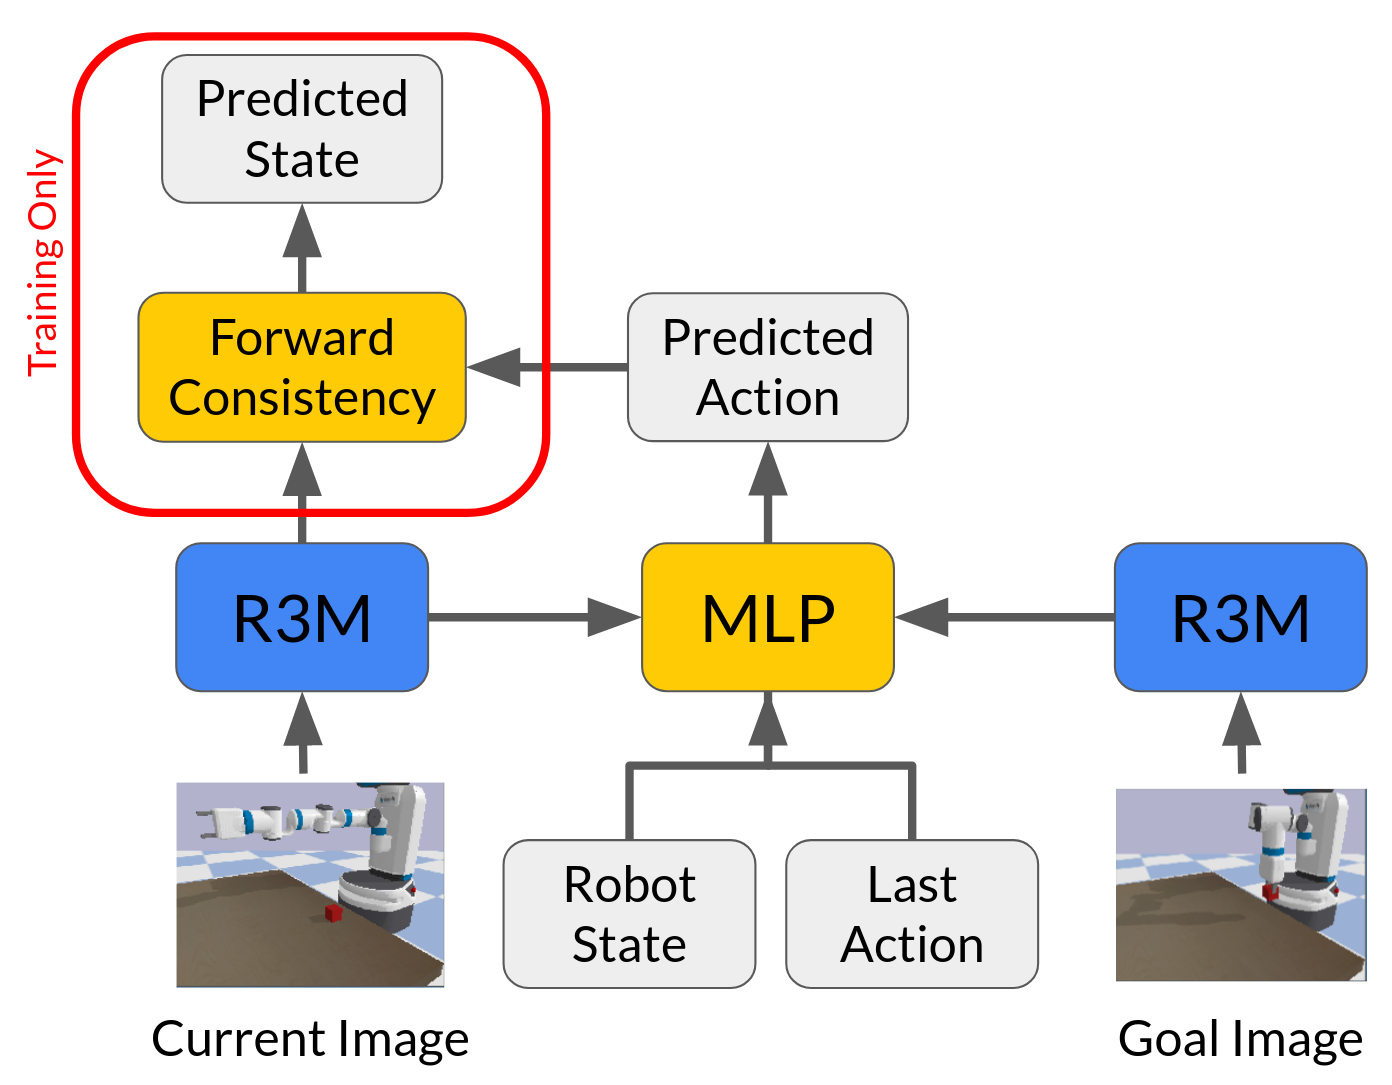 Training Only
Predicted
State
Forward
Consistency
Predicted
Action
R3M
MLP
R3M
Robot
State
Last
Action
Current Image
Goal Image